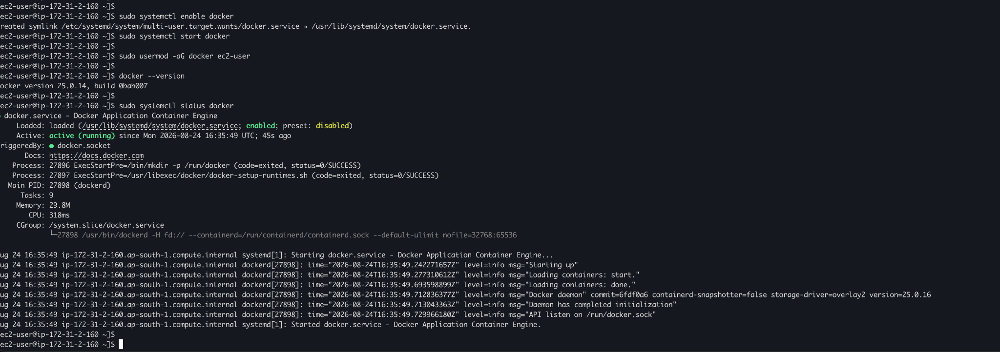 ec2-user@ip-172-31-2-160 ~]$
ec2-user@ip-172-31-2-160 ~]$ sudo systemctl enable docker
reated symlink /etc/systemd/system/multi-user.target.wants/docker.service → /usr/lib/systemd/system/docker.service.
ec2-user@ip-172-31-2-160 ~]$ sudo systemctl start docker
ec2-user@ip-172-31-2-160 ~]$
ec2-user@ip-172-31-2-160 ~]$ sudo usermod -aG docker ec2-user
ec2-user@ip-172-31-2-160 ~]$
ec2-user@ip-172-31-2-160 ~]$ docker --version
ocker version 25.0.14, build 0bab007
ec2-user@ip-172-31-2-160 ~]$
ec2-user@ip-172-31-2-160 ~]$ sudo systemctl status docker
● docker.service - Docker Application Container Engine
Loaded: loaded (/usr/lib/systemd/system/docker.service; enabled; preset: disabled)
Active: active (running) since Mon 2026-08-24 16:35:49 UTC; 45s ago
riggeredBy: ● docker.socket
Docs: https://docs.docker.com
Process: 27896 ExecStartPre=/bin/mkdir -p /run/docker (code=exited, status=0/SUCCESS)
Process: 27897 ExecStartPre=/usr/libexec/docker/docker-setup-runtimes.sh (code=exited, status=0/SUCCESS)
Main PID: 27898 (dockerd)
Tasks: 9
Memory: 29.8M
CPU: 318ms
CGroup: /system.slice/docker.service
└─27898 /usr/bin/dockerd -H fd:// --containerd=/run/containerd/containerd.sock --default-ulimit nofile=32768:65536
ug 24 16:35:49 ip-172-31-2-160.ap-south-1.compute.internal systemd[1]: Starting docker.service - Docker Application Container Engine...
ug 24 16:35:49 ip-172-31-2-160.ap-south-1.compute.internal dockerd[27898]: time="2026-08-24T16:35:49.242271657Z" level=info msg="Starting up"
ug 24 16:35:49 ip-172-31-2-160.ap-south-1.compute.internal dockerd[27898]: time="2026-08-24T16:35:49.277310612Z" level=info msg="Loading containers: start."
ug 24 16:35:49 ip-172-31-2-160.ap-south-1.compute.internal dockerd[27898]: time="2026-08-24T16:35:49.693598899Z" level=info msg="Loading containers: done."
ug 24 16:35:49 ip-172-31-2-160.ap-south-1.compute.internal dockerd[27898]: time="2026-08-24T16:35:49.712836377Z" level=info msg="Docker daemon" commit=6fdf0a6 containerd-snapshotter=false storage-driver=overlay2 version=25.0.16
ug 24 16:35:49 ip-172-31-2-160.ap-south-1.compute.internal dockerd[27898]: time="2026-08-24T16:35:49.713043363Z" level=info msg="Daemon has completed initialization"
ug 24 16:35:49 ip-172-31-2-160.ap-south-1.compute.internal dockerd[27898]: time="2026-08-24T16:35:49.729966180Z" level=info msg="API listen on /run/docker.sock"
ug 24 16:35:49 ip-172-31-2-160.ap-south-1.compute.internal systemd[1]: Started docker.service - Docker Application Container Engine.
ec2-user@ip-172-31-2-160 ~]$
ec2-user@ip-172-31-2-160 ~]$